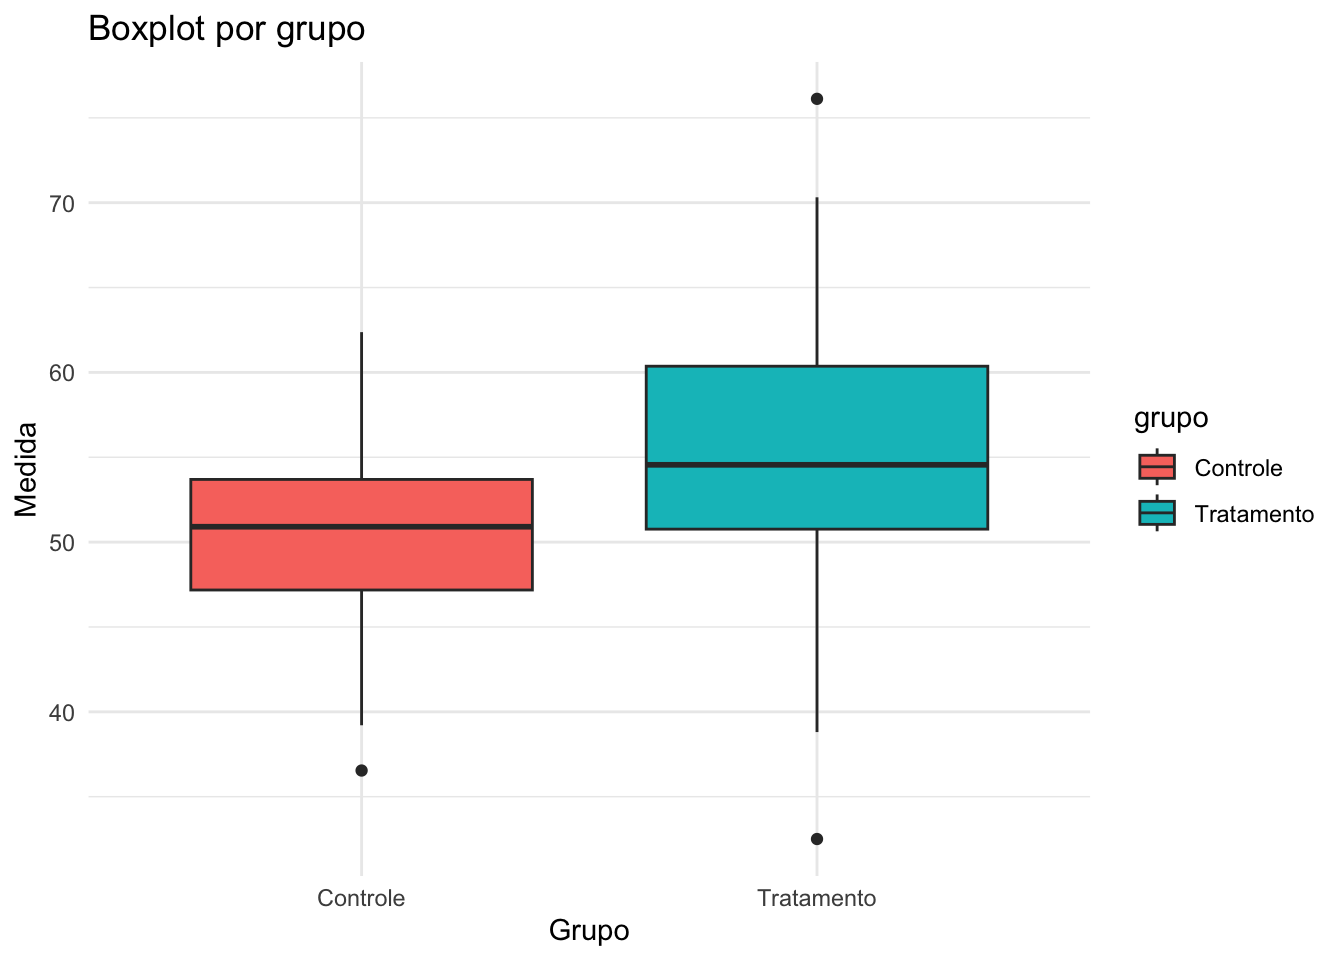 Boxplot por grupo
70
60
50
40
Medida
Controle
Tratamento
Grupo
grupo
Controle
Tratamento